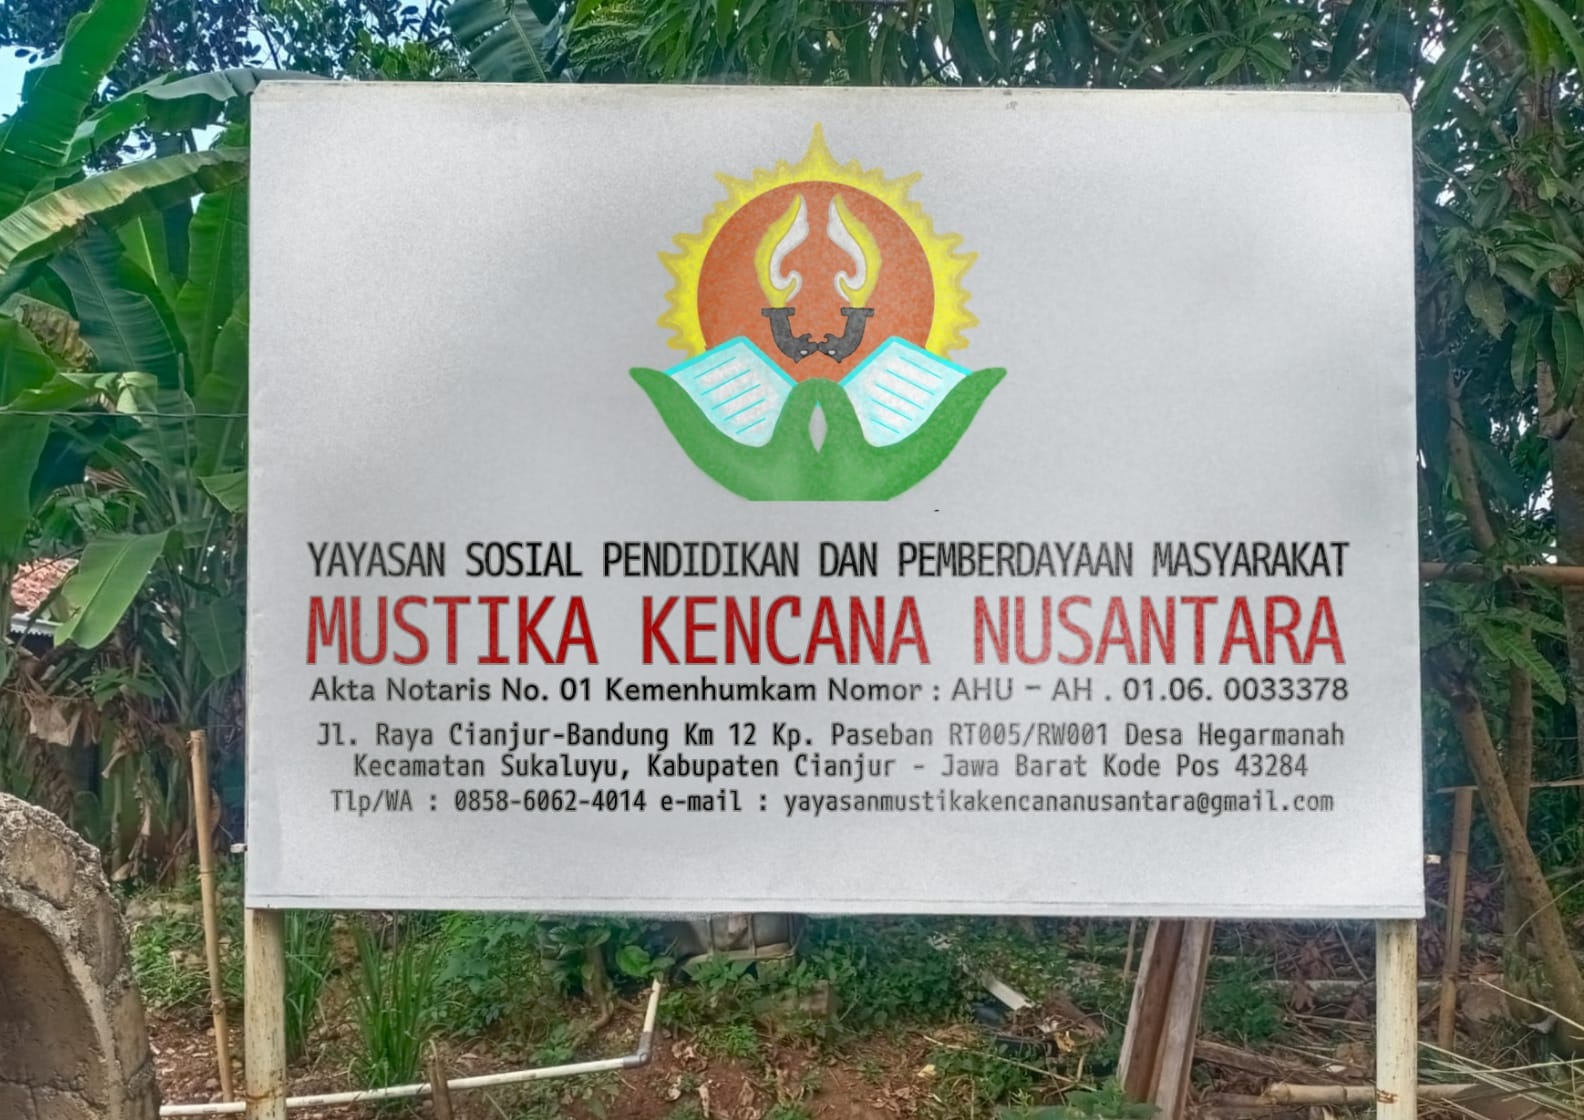 YAYASAN SOSIAL PENDIDIKAN DAN PEMBERDAYAAN MASYARAKAT
MUSTIKA KENCANA NUSANTARA
Akta Notaris No. 01 Kemenhumkam Nomor : AHU - AH . 01.06. 0033378
Jl. Raya Cianjur-Bandung Km 12 Kp. Paseban RT005/RW001 Desa Hegarmanah
Kecamatan Sukaluyu, Kabupaten Cianjur - Jawa Barat Kode Pos 43284
Tlp/WA : 0858-6062-4014 e-mail : yayasanmustikakencananusantara@gmail.com